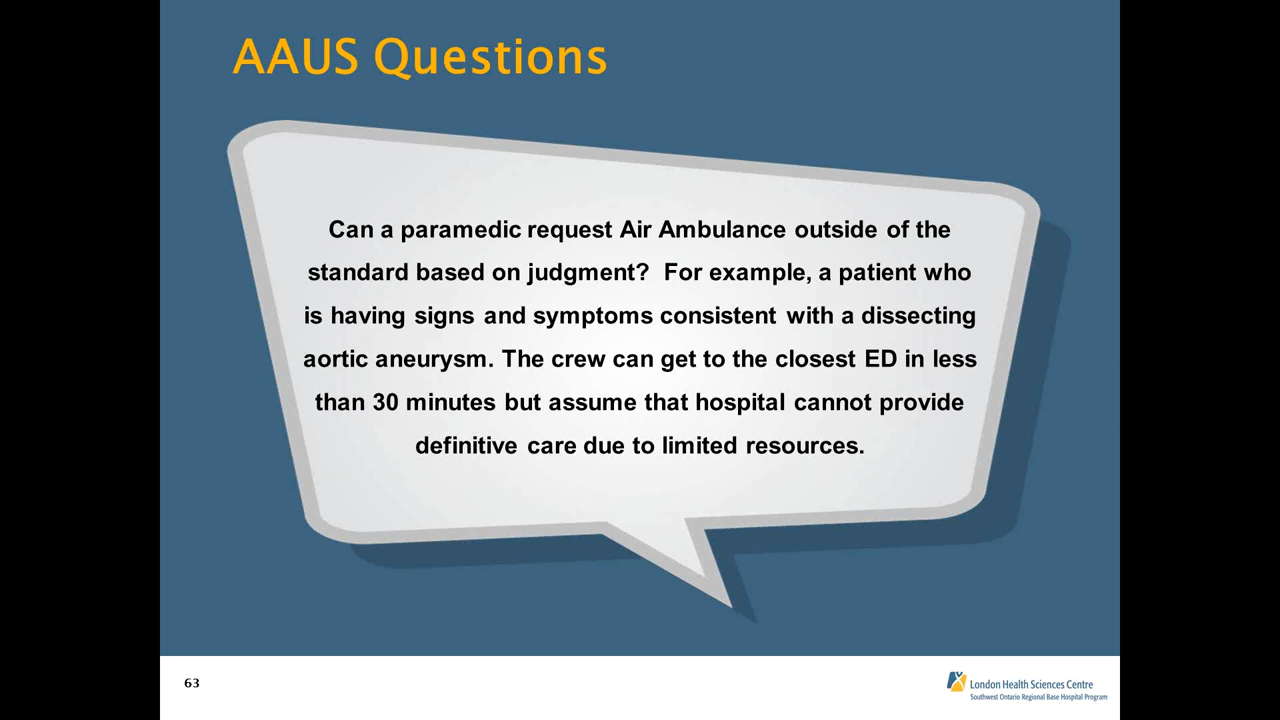 AAUS Questions
Can a paramedic request Air Ambulance outside of the
standard based on judgment?  For example, a patient who
is having signs and symptoms consistent with a dissecting
aortic aneurysm. The crew can get to the closest ED in less
than 30 minutes but assume that hospital cannot provide
definitive care due to limited resources.
63
London Health Sciences Centre
Southwest Ontario Regional Base Hospital Program